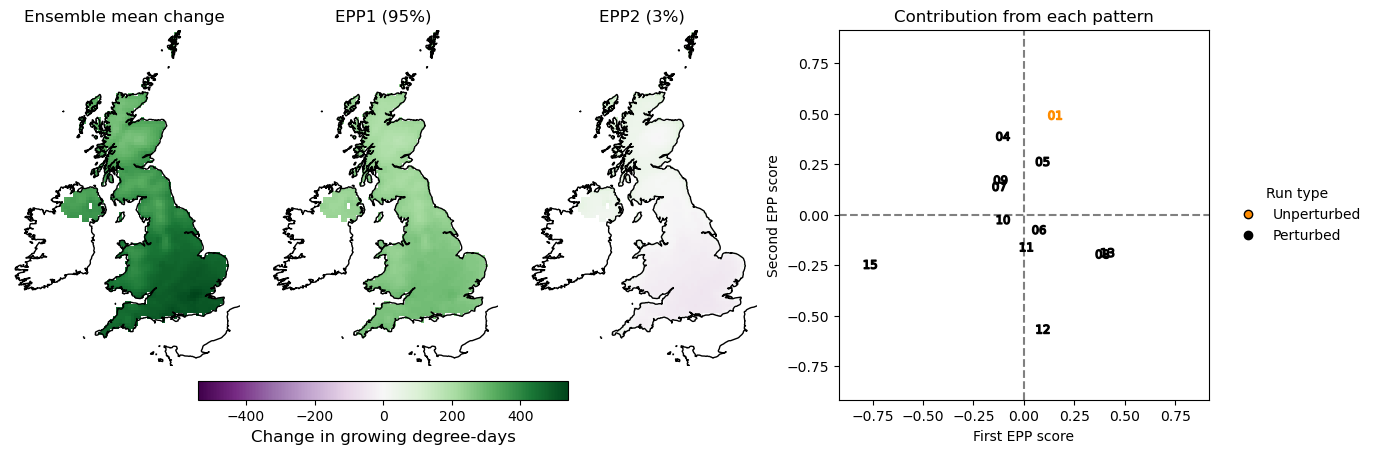 Ensemble mean change
EPP1 (95%)
EPP2 (3%)
−400 −200 0 200 400
Change in growing degree-days
Contribution from each pattern
Second EPP score
0.75
0.50
0.25
0.00
−0.25
−0.50
−0.75
01
04
05
09
07
10
06
11
13
15
12
−0.75 −0.50 −0.25 0.00 0.25 0.50 0.75
First EPP score
Run type
Unperturbed
Perturbed